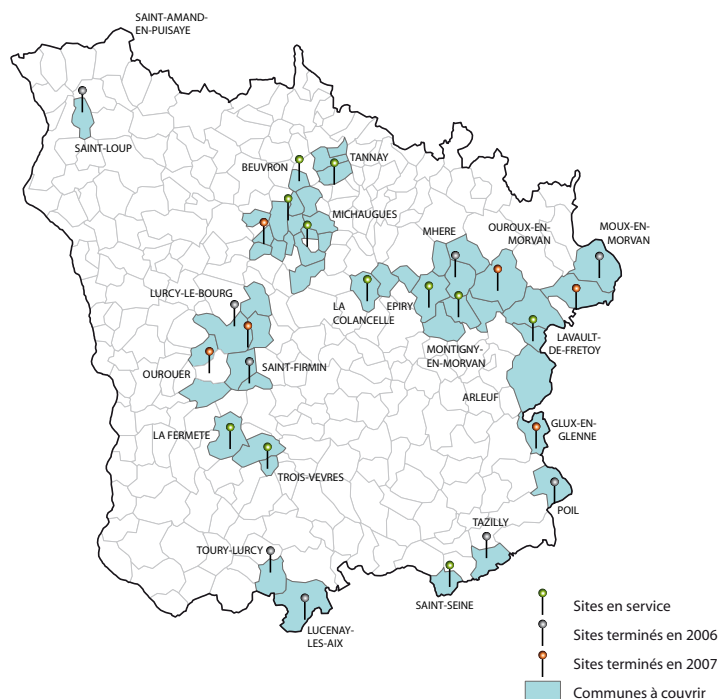 SAINT-AMAND-
EN-PUISAYE
SAINT-LOUP
BEUVRON
TANNAY
MICHAUGUES
MHERE
OUROUX-EN-
MORVAN
MOUX-EN-
MORVAN
LURCY-LE-BOURG
LA
COLANCELLE
EPIRY
MONTIGNY-
EN-MORVAN
LAVAULT-
DE-FRETOY
OUROUER
SAINT-FIRMIN
ARLEUF
LA FERMETE
GLUX-EN-
GLENNE
TROIS-VEVRES
POIL
TAZILLY
TOURY-LURCY
SAINT-SEINE
LUCENAY-
LES-AIX
Sites en service
Sites terminés en 2006
Sites terminés en 2007
Communes à couvrir